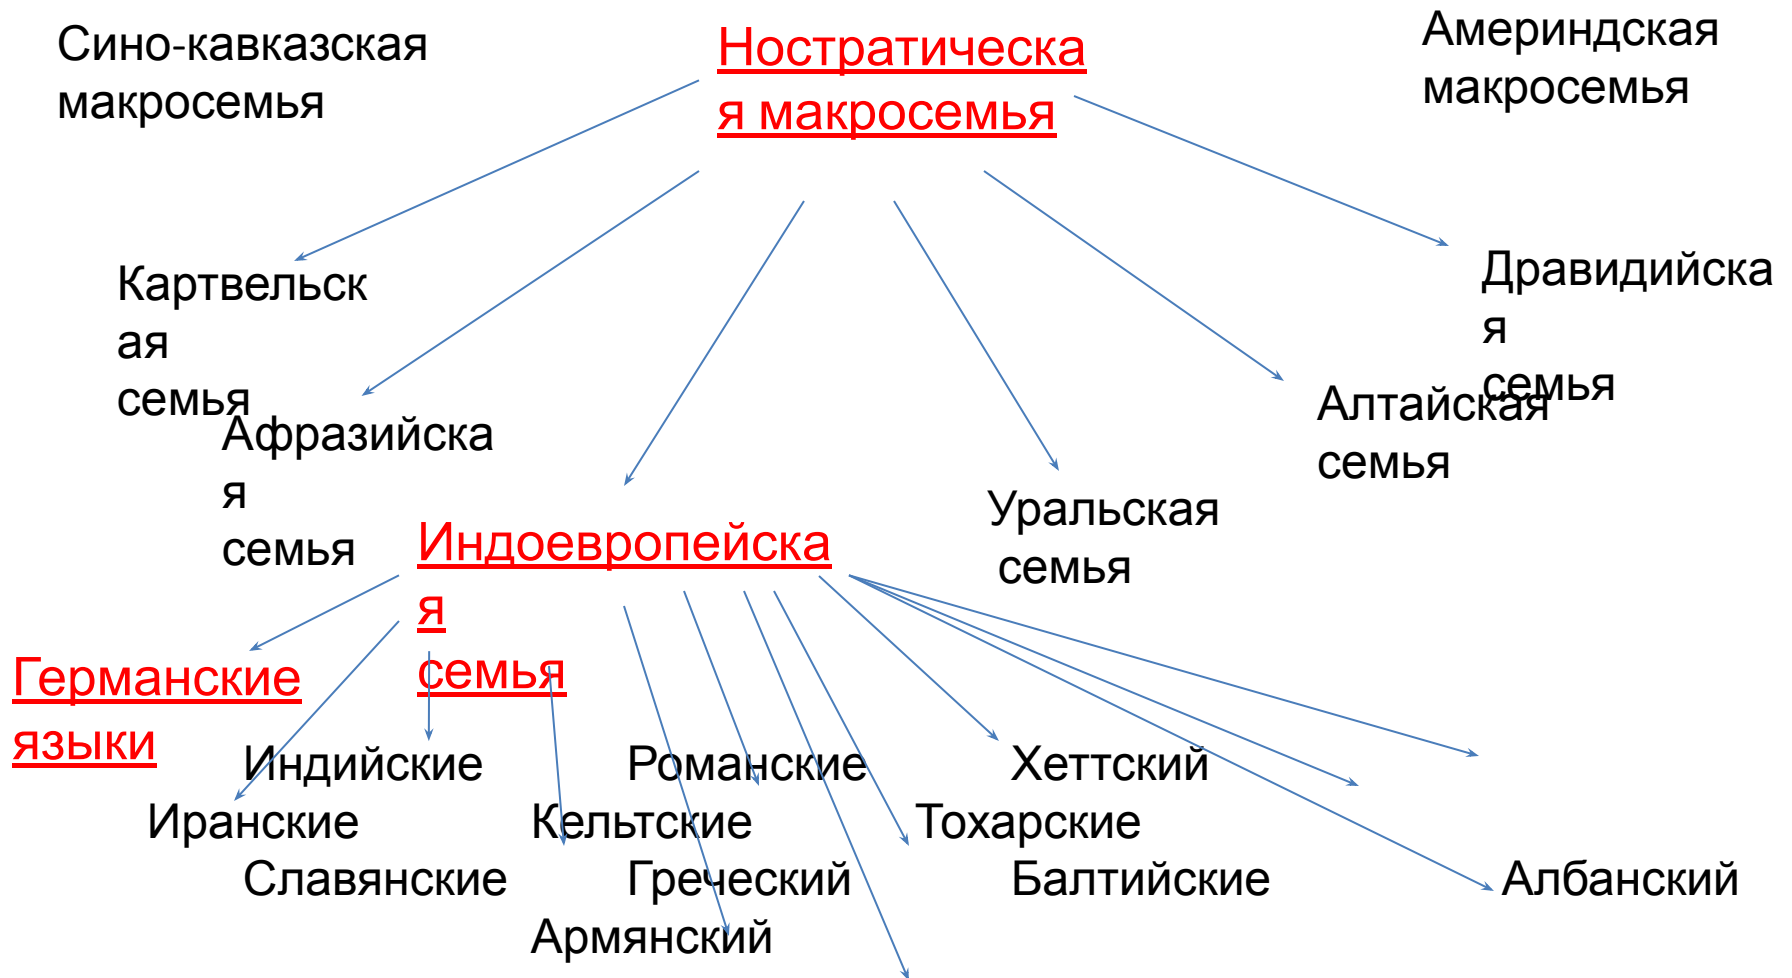 Сино-кавказская
макросемья
Ностратическа
я макросемья
Америндская
макросемья
Картвельск
ая
семья
Дравидийска
я
семья
Афразийска
я
семья
Алтайская
семья
Уральская
семья
Индоевропейска
я
семья
Германские
языки
Индийские Романские Хеттский
Иранские Кельтские Тохарские
Славянские Греческий Балтийские Албанский
Армянский